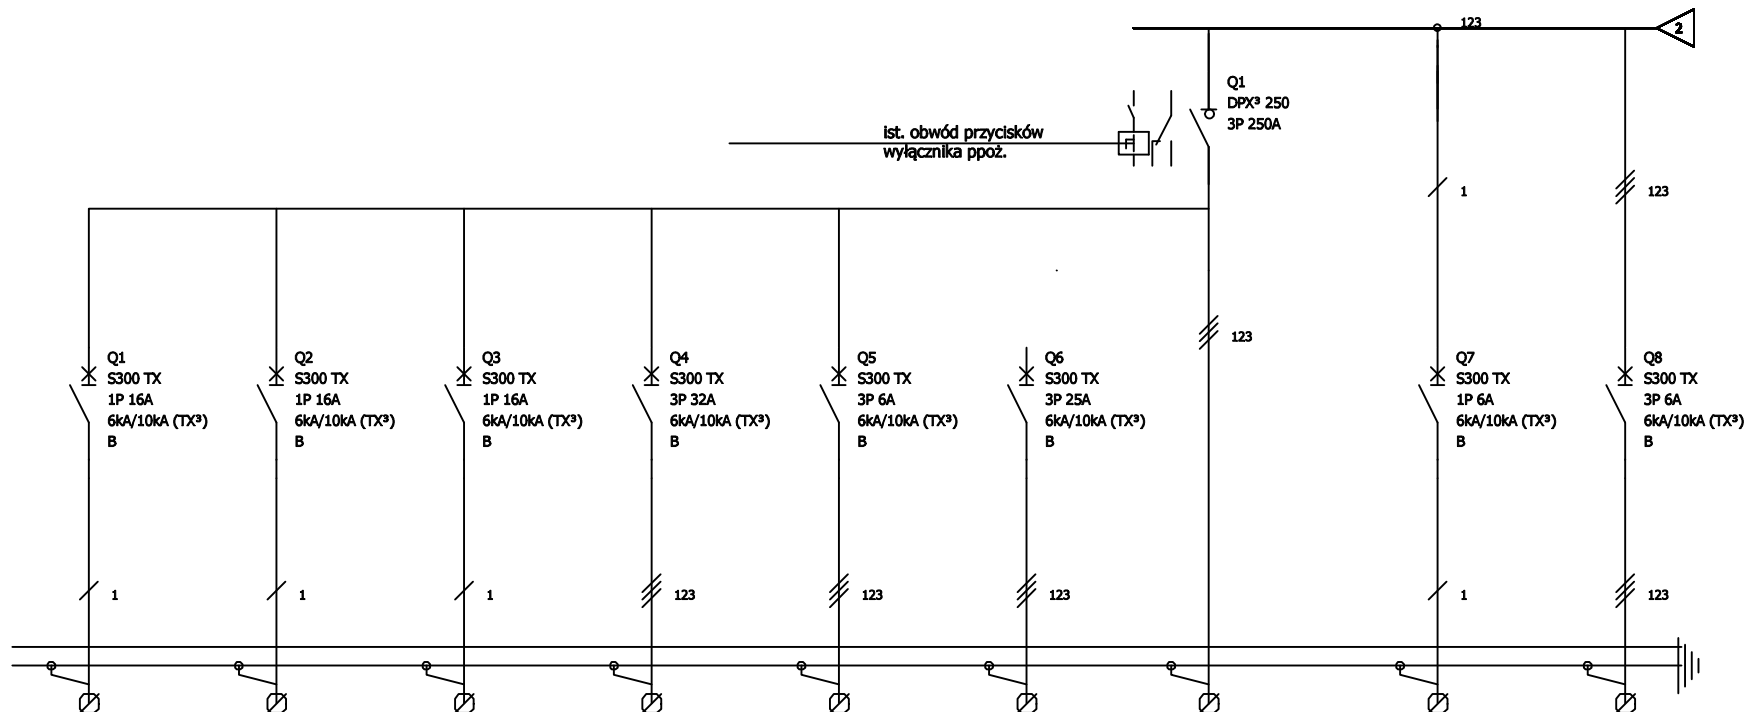 123
2
Q1
DPX³ 250
3P 250A
ist. obwód przycisków
wyłącznika ppoż.
1
123
123
Q1
S300 TX
1P 16A
6kA/10kA (TX³)
B
Q2
S300 TX
1P 16A
6kA/10kA (TX³)
B
Q3
S300 TX
1P 16A
6kA/10kA (TX³)
B
Q4
S300 TX
3P 32A
6kA/10kA (TX³)
B
Q5
S300 TX
3P 6A
6kA/10kA (TX³)
B
Q6
S300 TX
3P 25A
6kA/10kA (TX³)
B
Q7
S300 TX
1P 6A
6kA/10kA (TX³)
B
Q8
S300 TX
3P 6A
6kA/10kA (TX³)
B
1
1
1
123
123
123
1
123